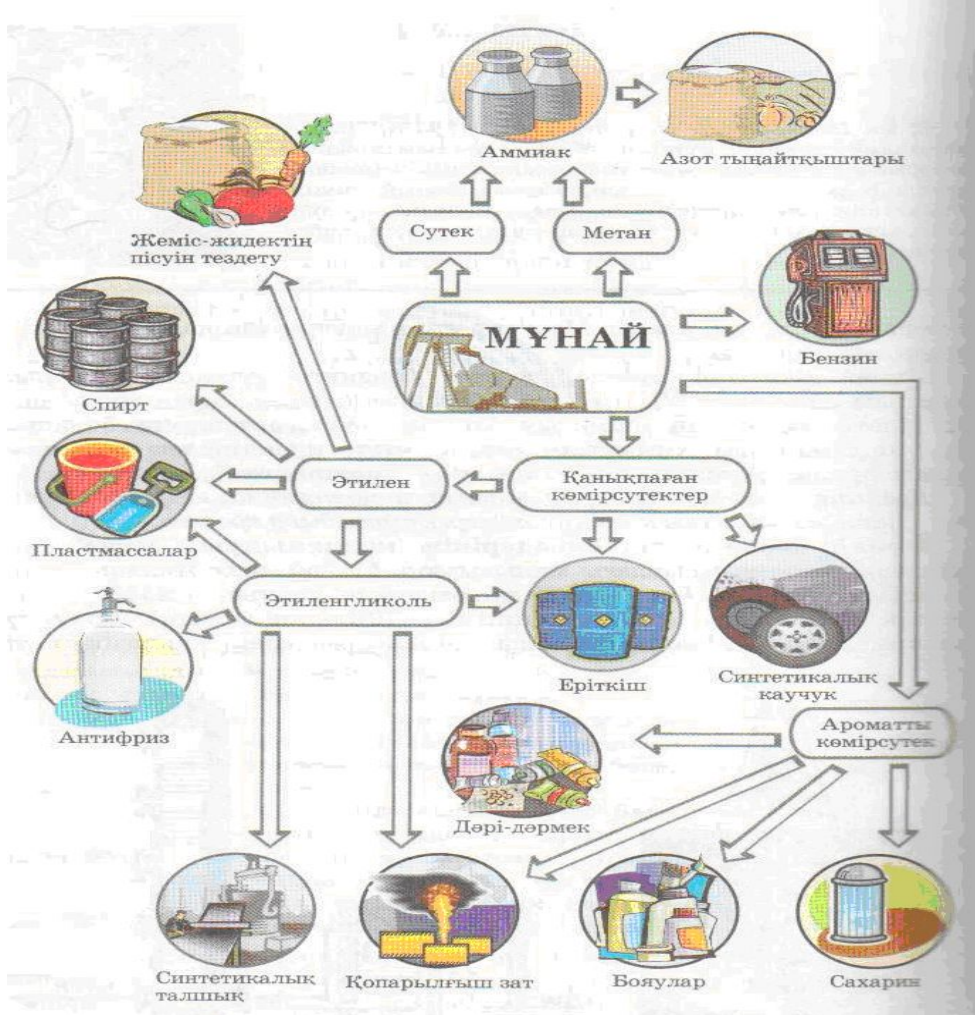 Аммиак
Азот тыңайтқыштары
Жеміс-жидектің
пісуін тездету
Сутек
Метан
МҰНАЙ
Бензин
Спирт
Этилен
Қанықпаған
көмірсутектер
Пластмассалар
Этиленгликоль
Еріткіш
Синтетикалық
каучук
Антифриз
Ароматты
көмірсутек
Дәрі-дәрмек
Синтетикалық
талшық
Қопарылғыш зат
Бояулар
Сахарин